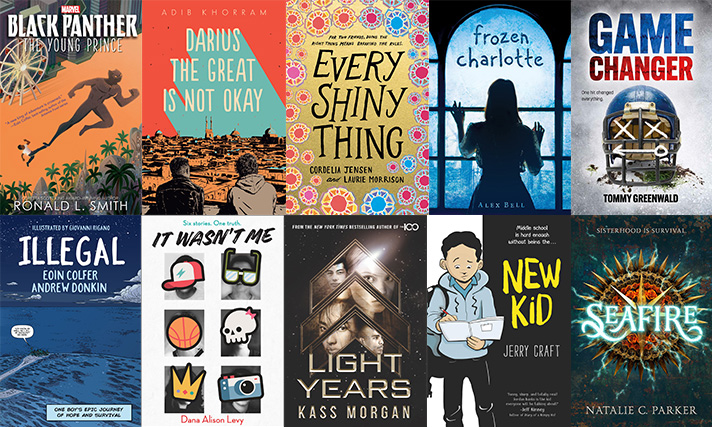 MARVEL
BLACK PANTHER
THE YOUNG PRINCE
RONALD L. SMITH
ADIB KHORRAM
DARIUS
THE GREAT
IS NOT OKAY
FOR TWO FRIENDS, DOING THE
RIGHT THING MEANS BREAKING THE RULES.
EVERY
SHINY
THING
CORDELIA JENSEN
and LAURIE MORRISON
frozen
charlotte
ALEX BELL
GAME
CHANGER
One hit changed
everything.
TOMMY GREENWALD
ILLUSTRATED BY GIOVANNI RIGANO
ILLEGAL
EOIN COLFER
ANDREW DONKIN
ONE BOY'S EPIC JOURNEY
OF HOPE AND SURVIVAL
Six stories. One truth.
IT WASN'T ME
Dana Alison Levy
FROM THE NEW YORK TIMES BESTSELLING AUTHOR OF THE 100
LIGHT
YEARS
KASS MORGAN
Middle school
is hard enough
without being the...
NEW
KID
JERRY CRAFT
—Jeff Kinney,
SISTERHOOD IS SURVIVAL
SEAFIRE
NATALIE C. PARKER